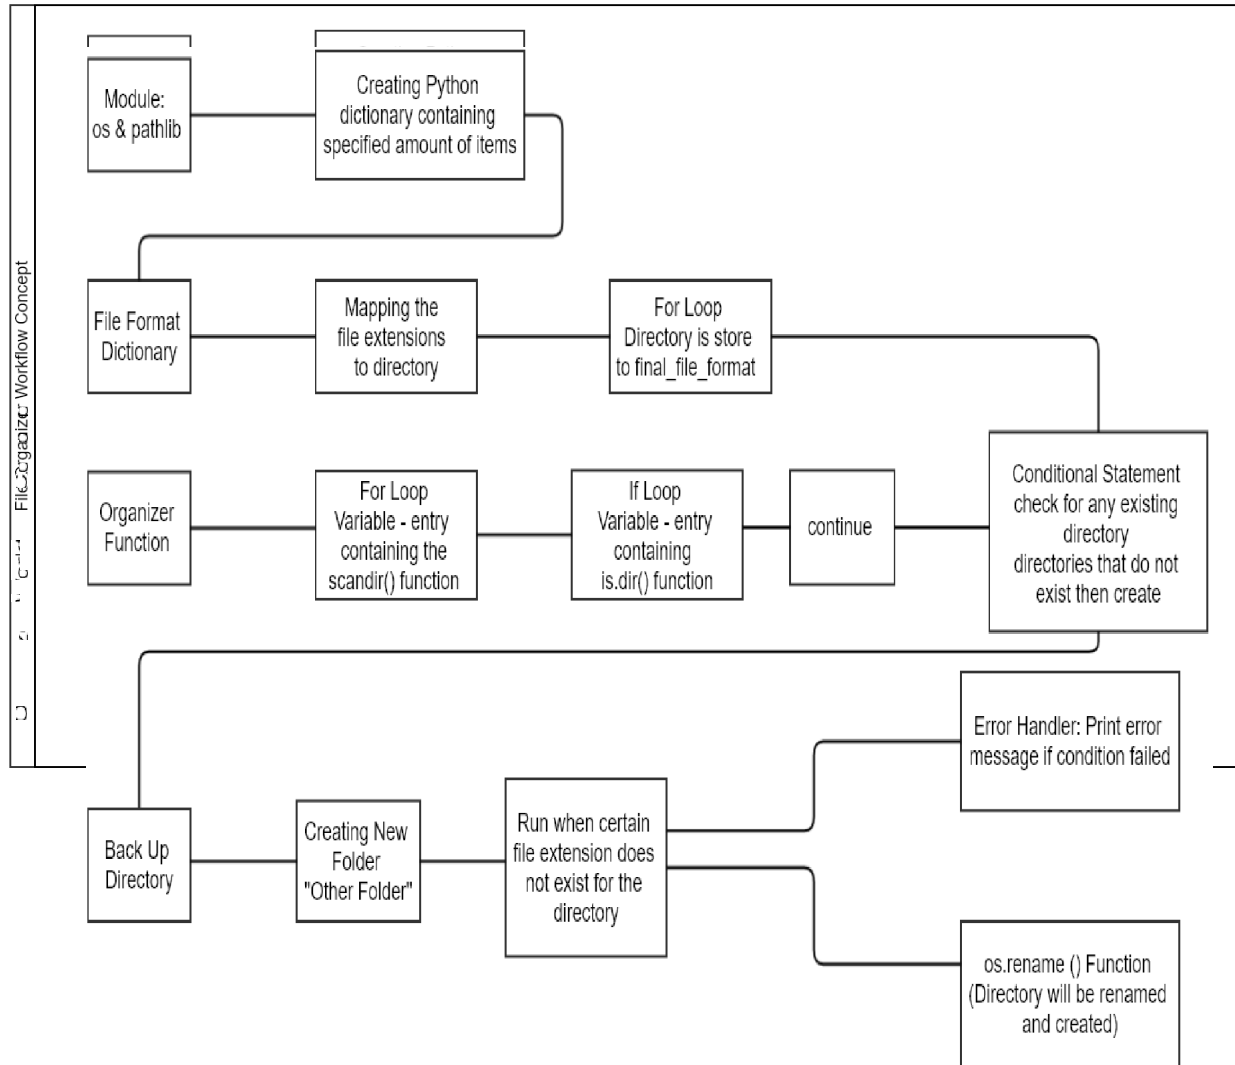 Module:
os & pathlib
Creating Python
dictionary containing
specified amount of items
File Format
Dictionary
Mapping the
file extensions
to directory
For Loop
Directory is store
to final_file_format
Organizer
Function
For Loop
Variable - entry
containing the
scandir() function
If Loop
Variable - entry
containing
is.dir() function
continue
Conditional Statement
check for any existing
directory
directories that do not
exist then create
Back Up
Directory
Creating New
Folder
"Other Folder"
Run when certain
file extension does
not exist for the
directory
Error Handler: Print error
message if condition failed
os.rename () Function
(Directory will be renamed
and created)
File Organizer Workflow Concept